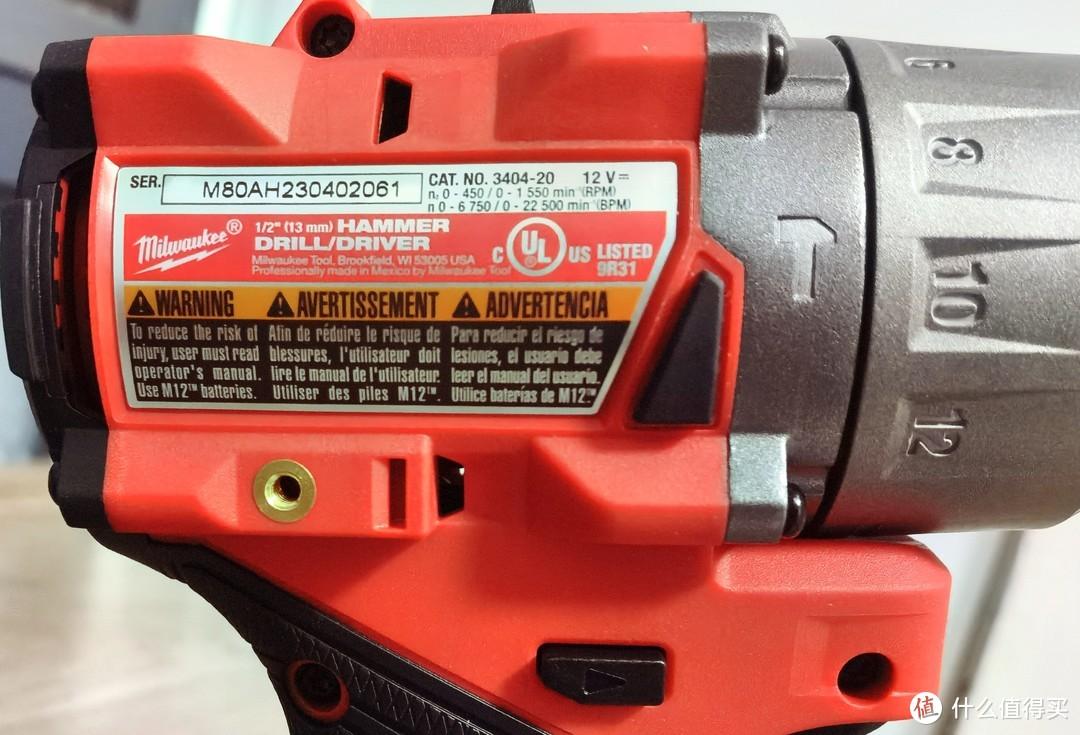 SER. M80AH230402061
CAT. NO. 3404-20 12 V⎓
n₀ 0 - 450 / 0 - 1 550 min⁻¹(RPM)
n 0 - 6 750 / 0 - 22 500 min⁻¹(BPM)
Milwaukee®
1/2" (13 mm) HAMMER
DRILL/DRIVER
Milwaukee Tool, Brookfield, WI 53005 USA
Professionally made in Mexico by Milwaukee Tool
C UL® US LISTED
9R31
WARNING
To reduce the risk of
injury, user must read
operator's manual.
Use M12™ batteries.
AVERTISSEMENT
Afin de réduire le risque de
blessures, l'utilisateur doit
lire le manual de l'utilisateur.
Utiliser des piles M12™.
ADVERTENCIA
Para reducir el riesgo de
lesiones, el usuario debe
leer el manual del usuario.
Utilice baterías de M12™
6
8
10
12
值 什么值得买